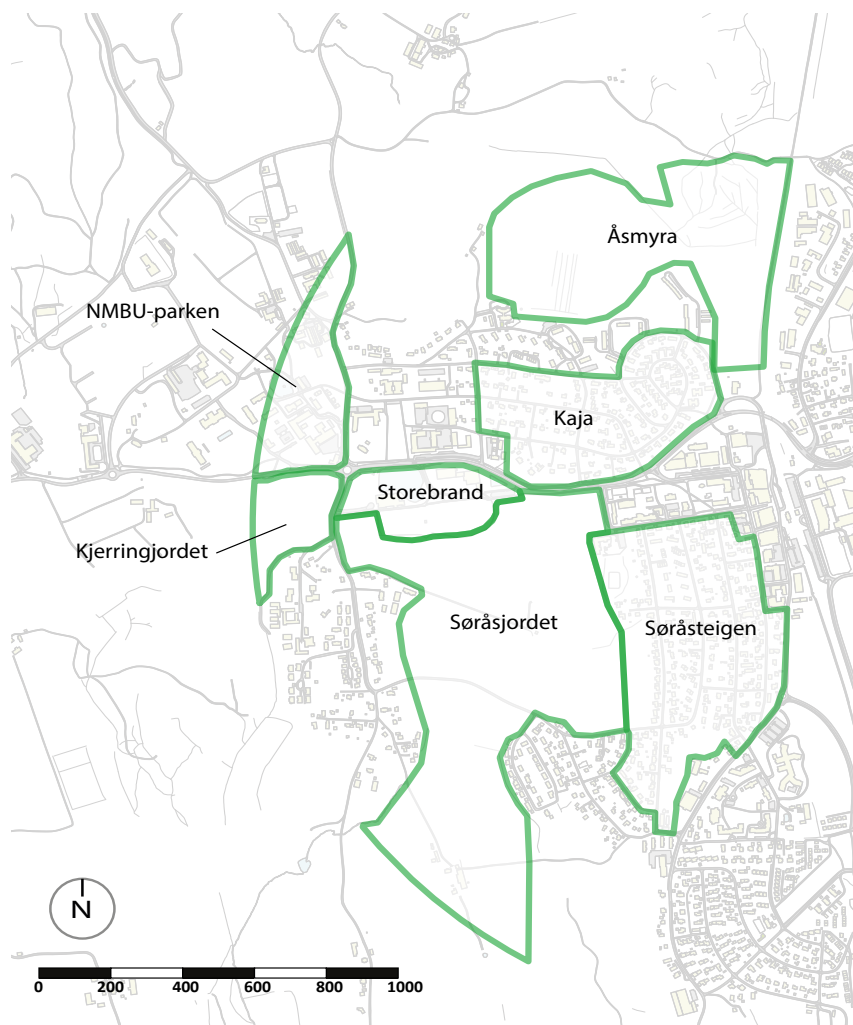 Åsmyra
NMBU-parken
Kaja
Storebrand
Kjerringjordet
Søråsjordet
Søråsteigen
N
0 200 400 600 800 1000